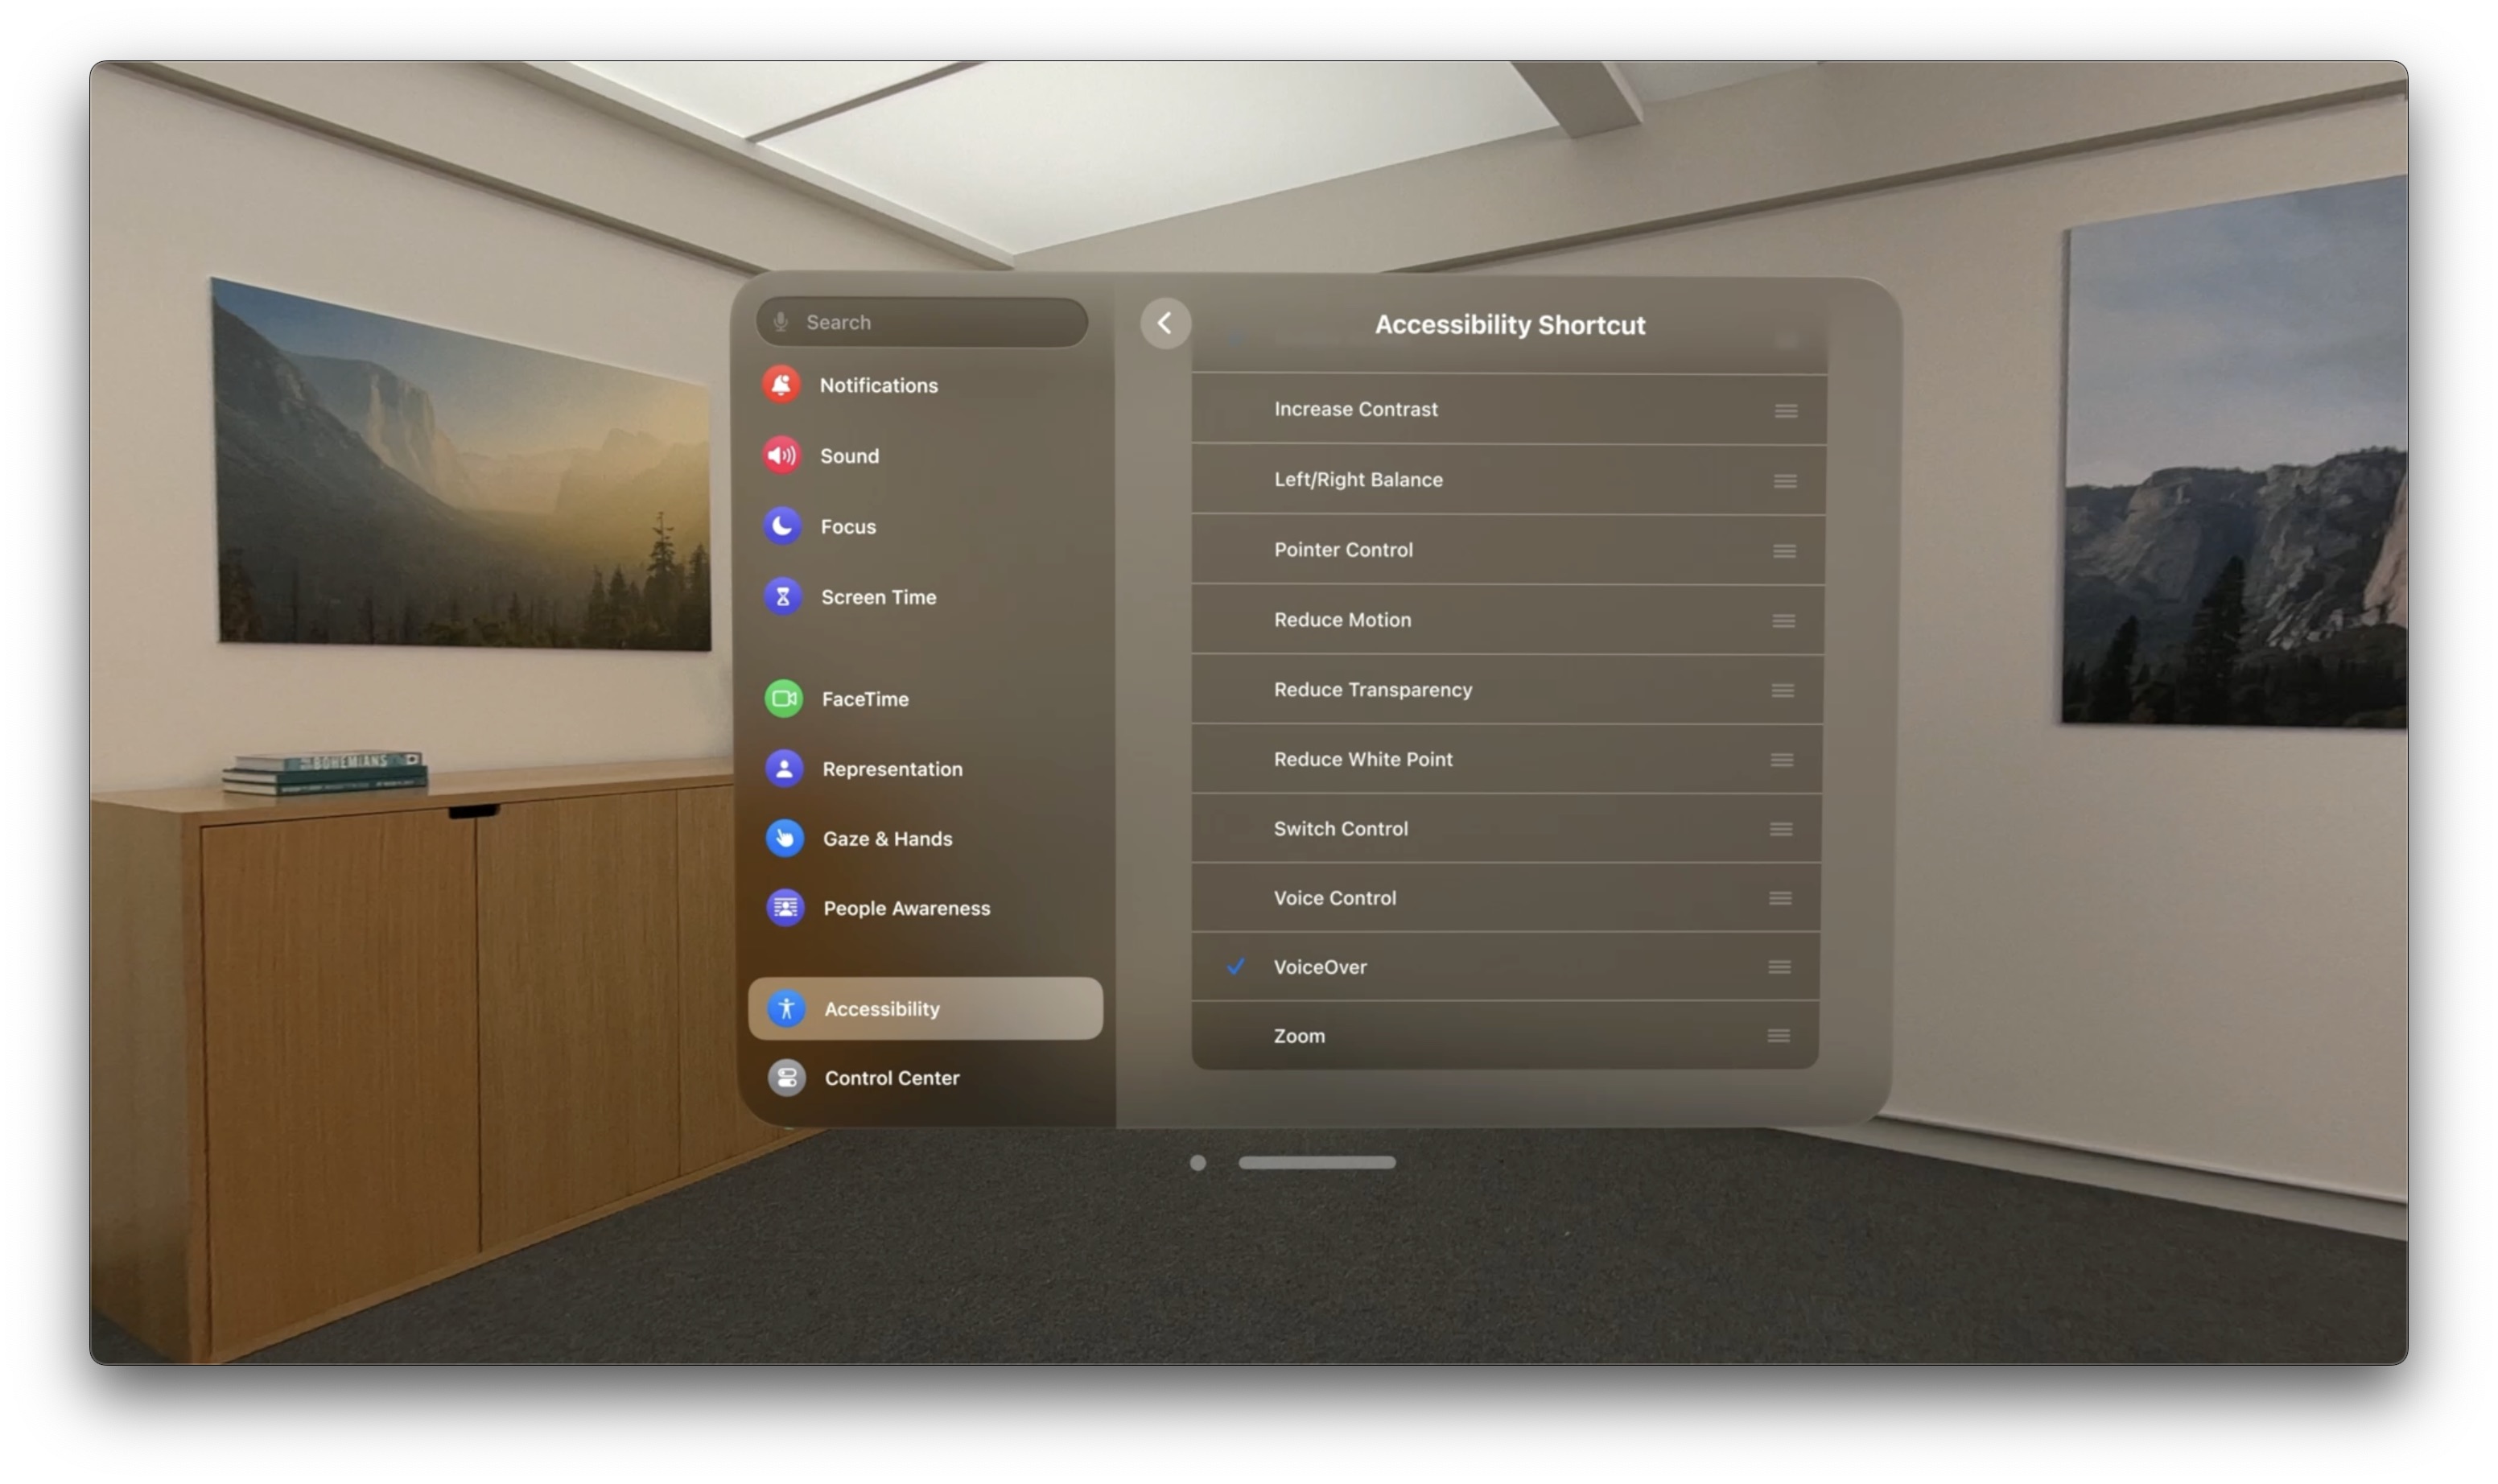 Search
Notifications
Sound
Focus
Screen Time
FaceTime
Representation
Gaze & Hands
People Awareness
Accessibility
Control Center
Accessibility Shortcut
Increase Contrast
Left/Right Balance
Pointer Control
Reduce Motion
Reduce Transparency
Reduce White Point
Switch Control
Voice Control
VoiceOver
Zoom
BOHEMIANS